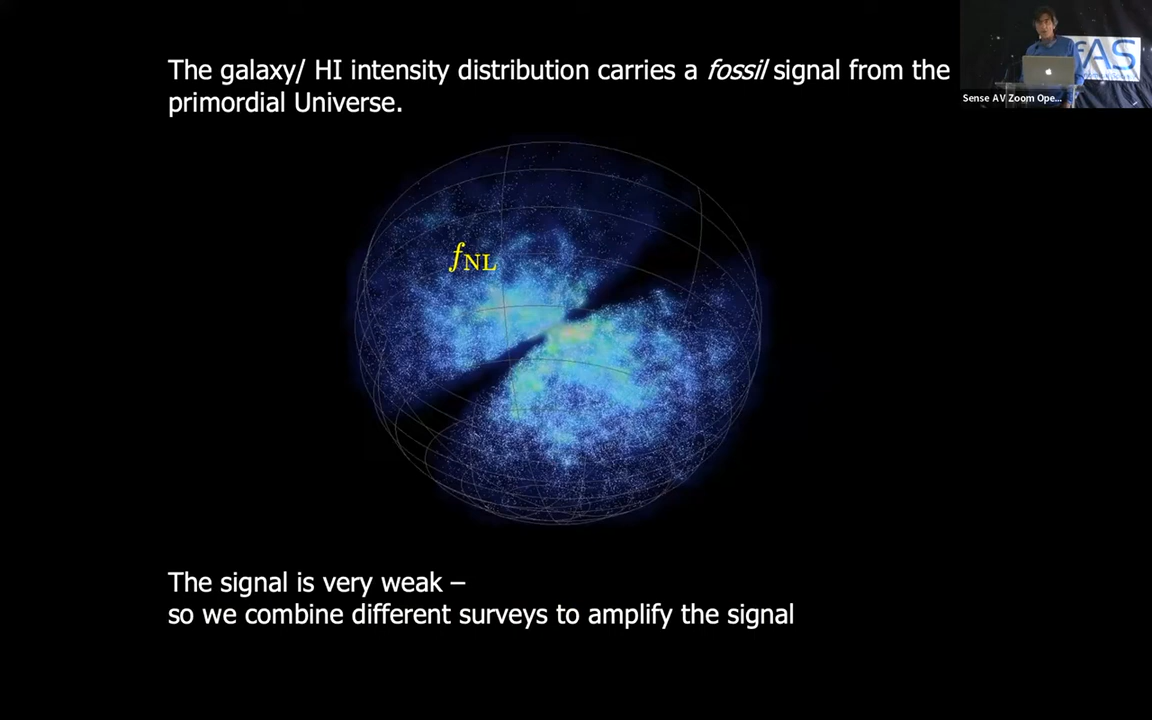 The galaxy/ HI intensity distribution carries a fossil signal from the
primordial Universe.
fNL
The signal is very weak –
so we combine different surveys to amplify the signal
fAS
Sense AV Zoom Ope...